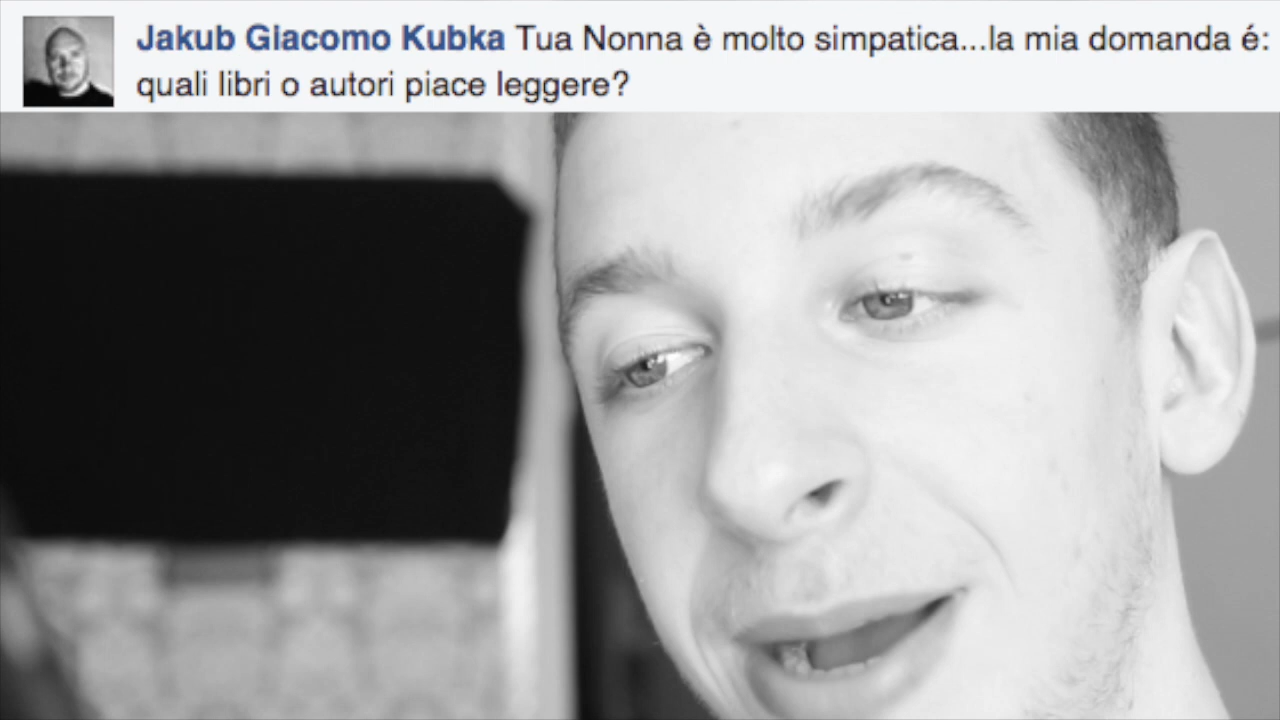 Jakub Giacomo Kubka Tua Nonna è molto simpatica...la mia domanda é:
quali libri o autori piace leggere?